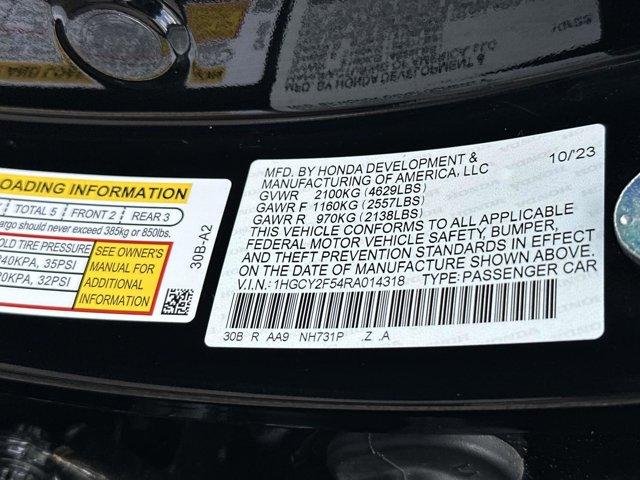 OADING INFORMATION
TOTAL 5 FRONT 2 REAR 3
argo should never exceed 385kg or 850lbs.
OLD TIRE PRESSURE
240KPA, 35PSI
20KPA, 32PSI
SEE OWNER'S
MANUAL FOR
ADDITIONAL
INFORMATION
30B-A2
MFD. BY HONDA DEVELOPMENT & 10/'23
MANUFACTURING OF AMERICA, LLC
GVWR 2100KG (4629LBS)
GAWR F 1160KG (2557LBS)
GAWR R 970KG (2138LBS)
THIS VEHICLE CONFORMS TO ALL APPLICABLE
FEDERAL MOTOR VEHICLE SAFETY, BUMPER,
AND THEFT PREVENTION STANDARDS IN EFFECT
ON THE DATE OF MANUFACTURE SHOWN ABOVE.
V.I.N.: 1HGCY2F54RA014318 TYPE: PASSENGER CAR
30B R AA9 NH731P .Z .A